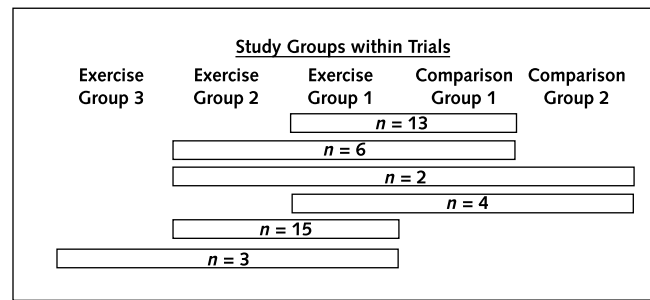 Study Groups within Trials
Exercise Group 3
Exercise Group 2
Exercise Group 1
Comparison Group 1
Comparison Group 2
n = 13
n = 6
n = 2
n = 4
n = 15
n = 3